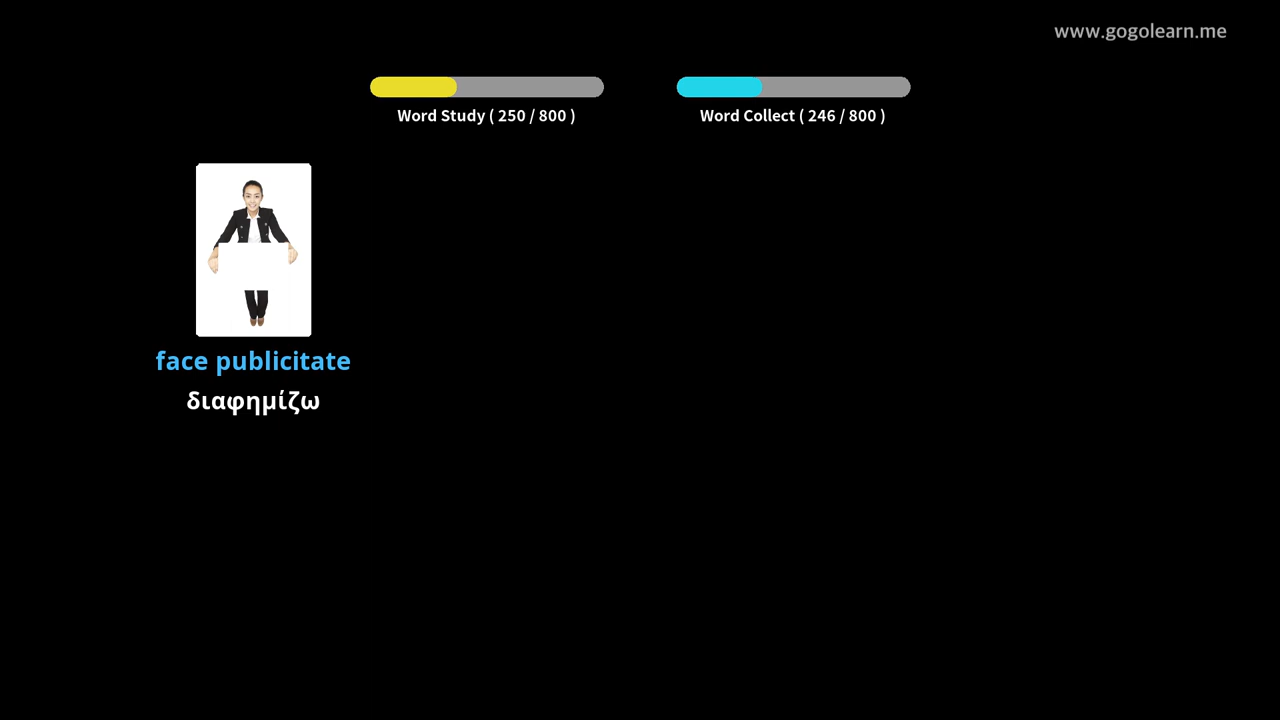 www.gogolearn.me
Word Study ( 250 / 800 )
Word Collect ( 246 / 800 )
face publicitate
διαφημίζω